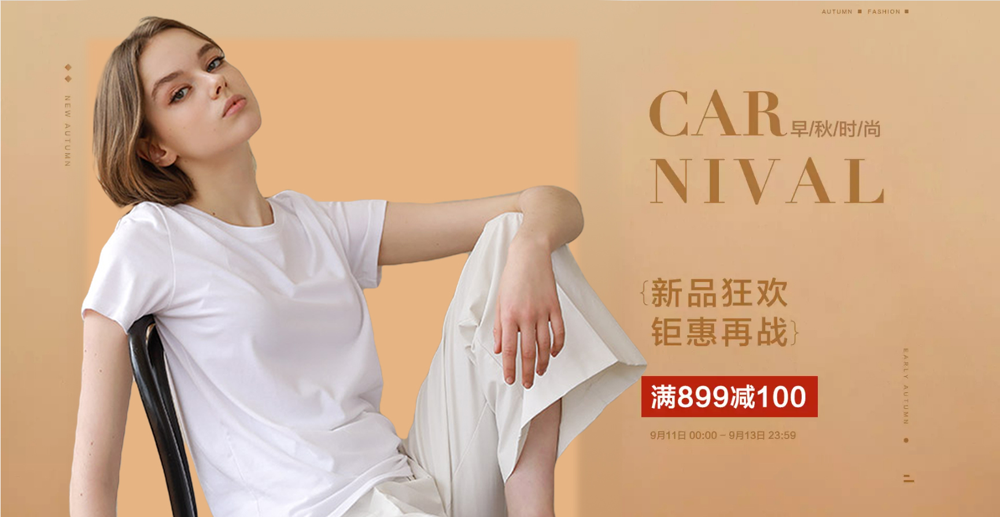 AUTUMN ■ FASHION ■
NEW AUTUMN
CAR
早/秋/时/尚
NIVAL
{新品狂欢
钜惠再战}
满899减100
9月11日 00:00 - 9月13日 23:59
EARLY AUTUMN